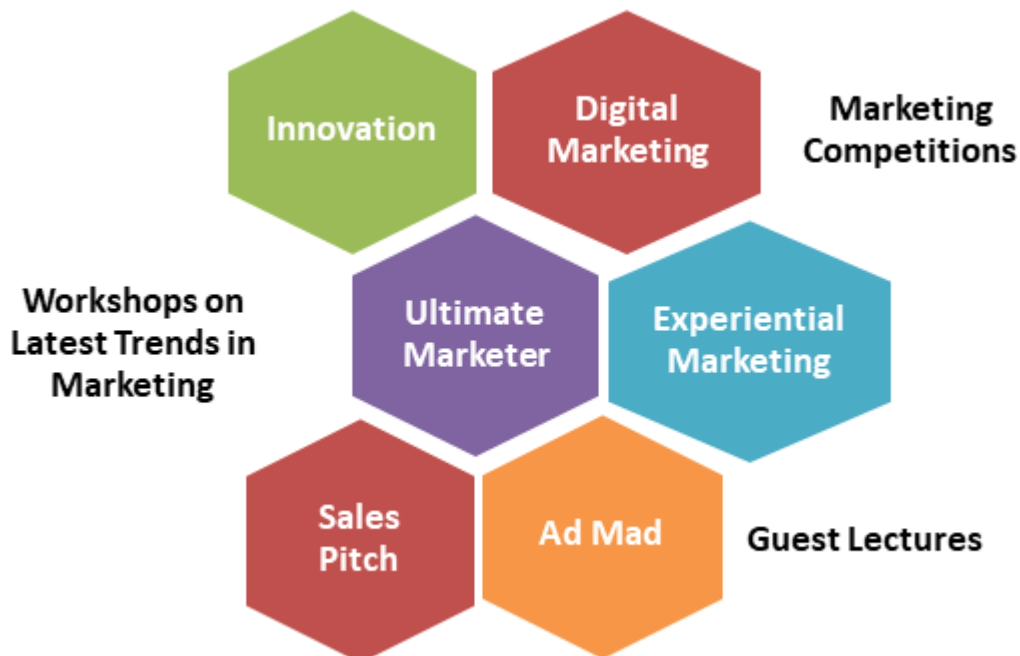 Innovation
Digital
Marketing
Marketing
Competitions
Workshops on
Latest Trends in
Marketing
Ultimate
Marketer
Experiential
Marketing
Sales
Pitch
Ad Mad
Guest Lectures